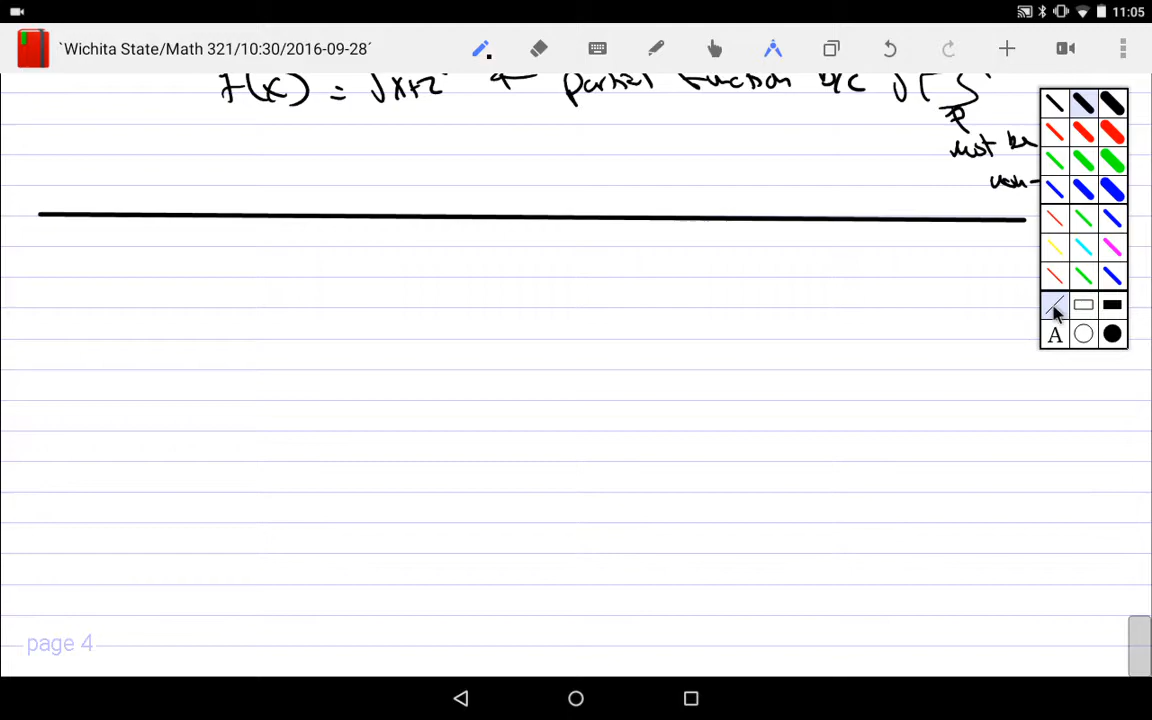 11:05
`Wichita State/Math 321/10:30/2016-09-28´
f(x) = √x+2 ← partial function b/c √
must be
non-
A
page 4